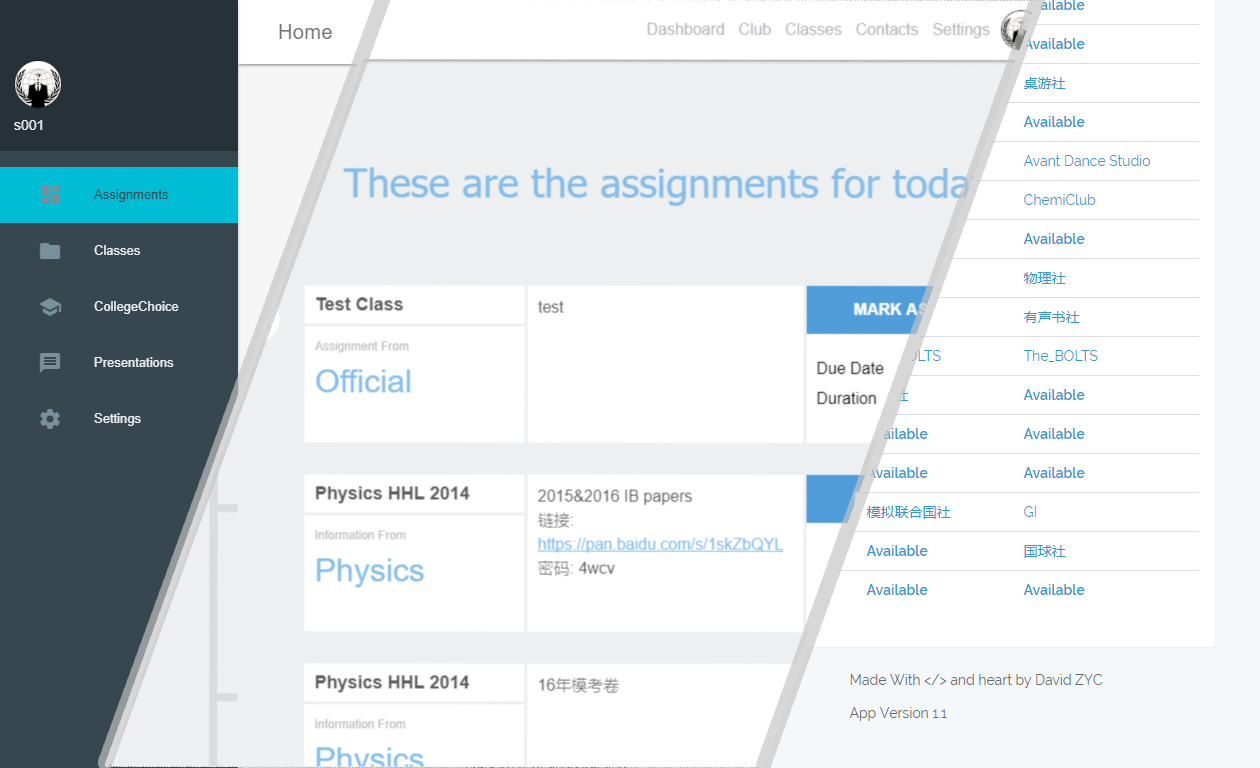 s001
Assignments
Classes
CollegeChoice
Presentations
Settings
Home
Dashboard Club Classes Contacts Settings
These are the assignments for toda
Test Class
Assignment From
Official
test
MARK AS
Due Date
Duration
Physics HHL 2014
Information From
Physics
2015&2016 IB papers
链接:
https://pan.baidu.com/s/1skZbQYL
密码: 4wcv
Physics HHL 2014
Information From
Physics
16年模考卷
Available
Available
桌游社
Available
Avant Dance Studio
ChemiClub
Available
物理社
有声书社
OLTS The_BOLTS
社 Available
Available Available
Available Available
模拟联合国社 GI
Available 国球社
Available Available
Made With </> and heart by David ZYC
App Version 1.1